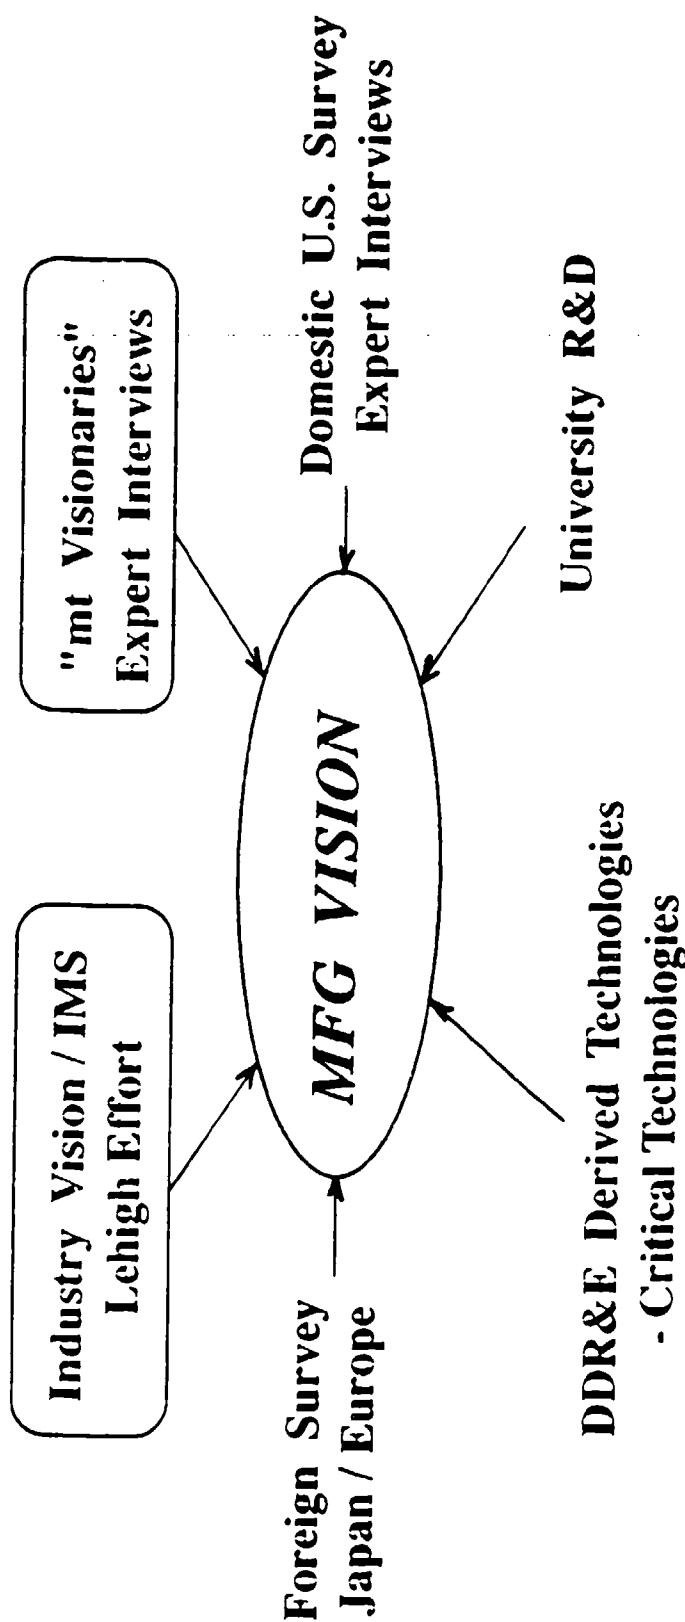 Industry Vision / IMS
Lehigh Effort
"mt Visionaries"
Expert Interviews
Foreign Survey
Japan / Europe
MFG VISION
Domestic U.S. Survey
Expert Interviews
DDR&E Derived Technologies
- Critical Technologies
University R&D